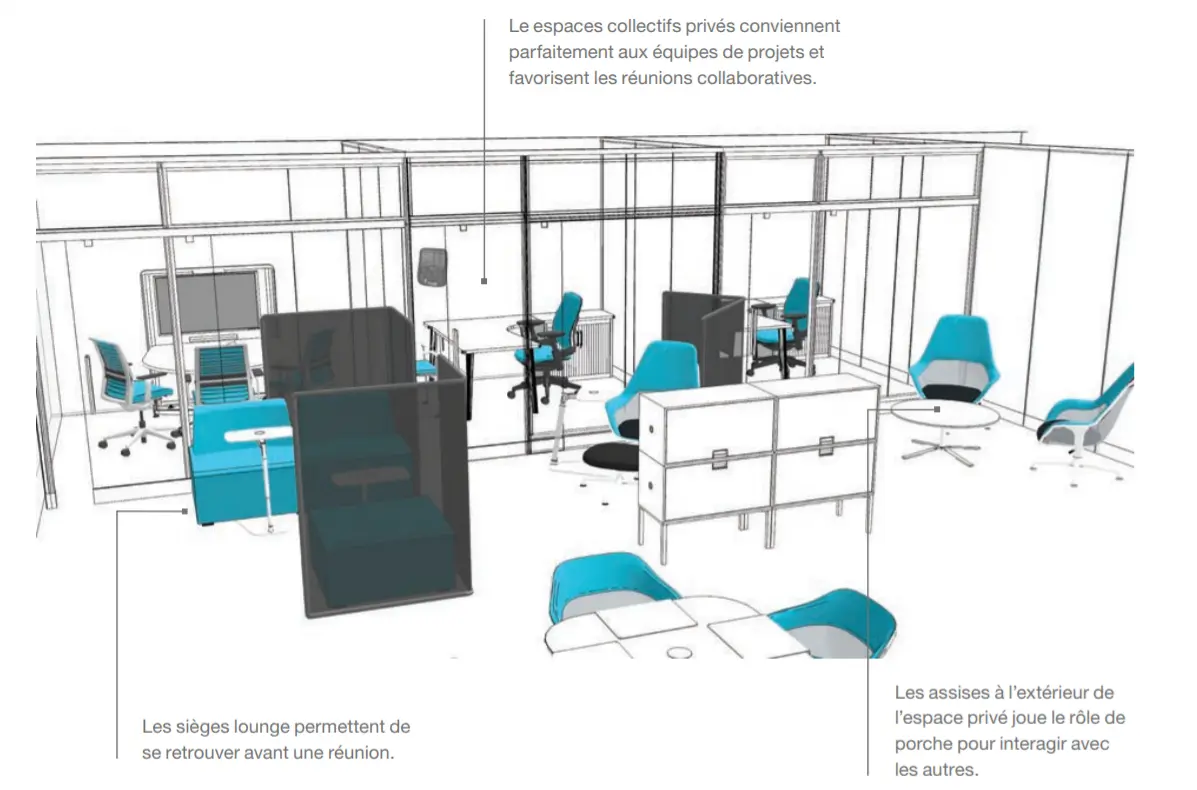 Le espaces collectifs privés conviennent
parfaitement aux équipes de projets et
favorisent les réunions collaboratives.
Les sièges lounge permettent de
se retrouver avant une réunion.
Les assises à l’extérieur de
l’espace privé joue le rôle de
porche pour interagir avec
les autres.